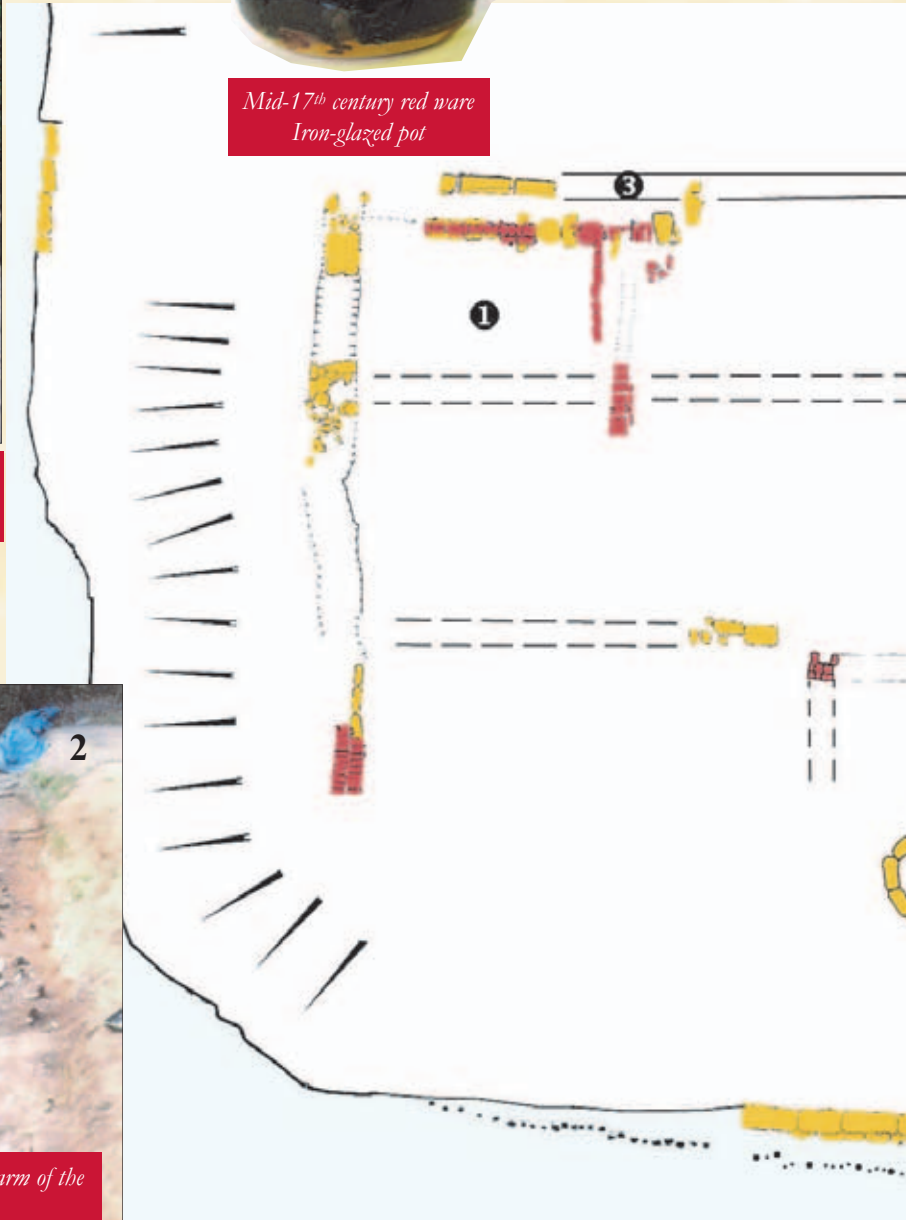 Mid-17th century red ware
Iron-glazed pot
3
1
2
arm of the